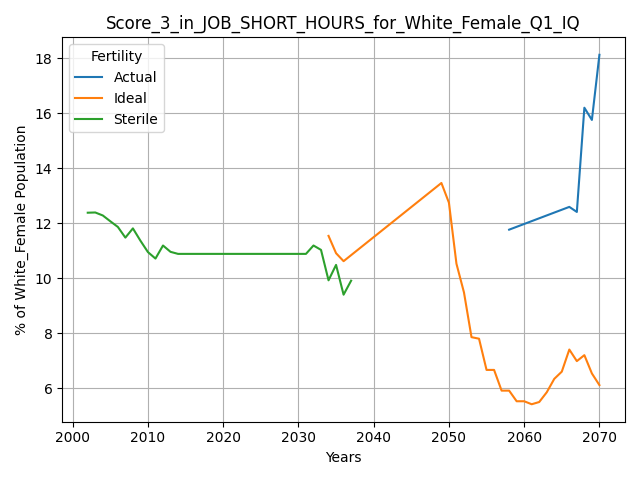 Score_3_in_JOB_SHORT_HOURS_for_White_Female_Q1_IQ
% of White_Female Population
18
16
14
12
10
8
6
Fertility
Actual
Ideal
Sterile
2000 2010 2020 2030 2040 2050 2060 2070
Years